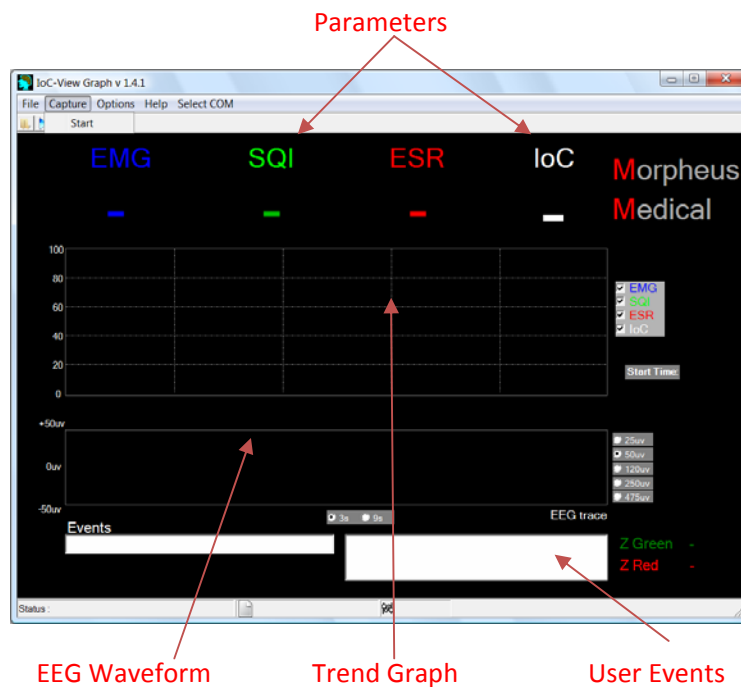 Parameters
IoC-View Graph v 1.4.1
File Capture Options Help Select COM
Start
EMG SQI ESR IoC
Morpheus
Medical
- - - -
100
80
60
40
20
0
EMG
SQI
ESR
IoC
Start Time:
+50uv
0uv
-50uv
25uv
50uv
120uv
250uv
475uv
3s 9s
EEG trace
Events
Z Green -
Z Red -
Status :
EEG Waveform Trend Graph User Events